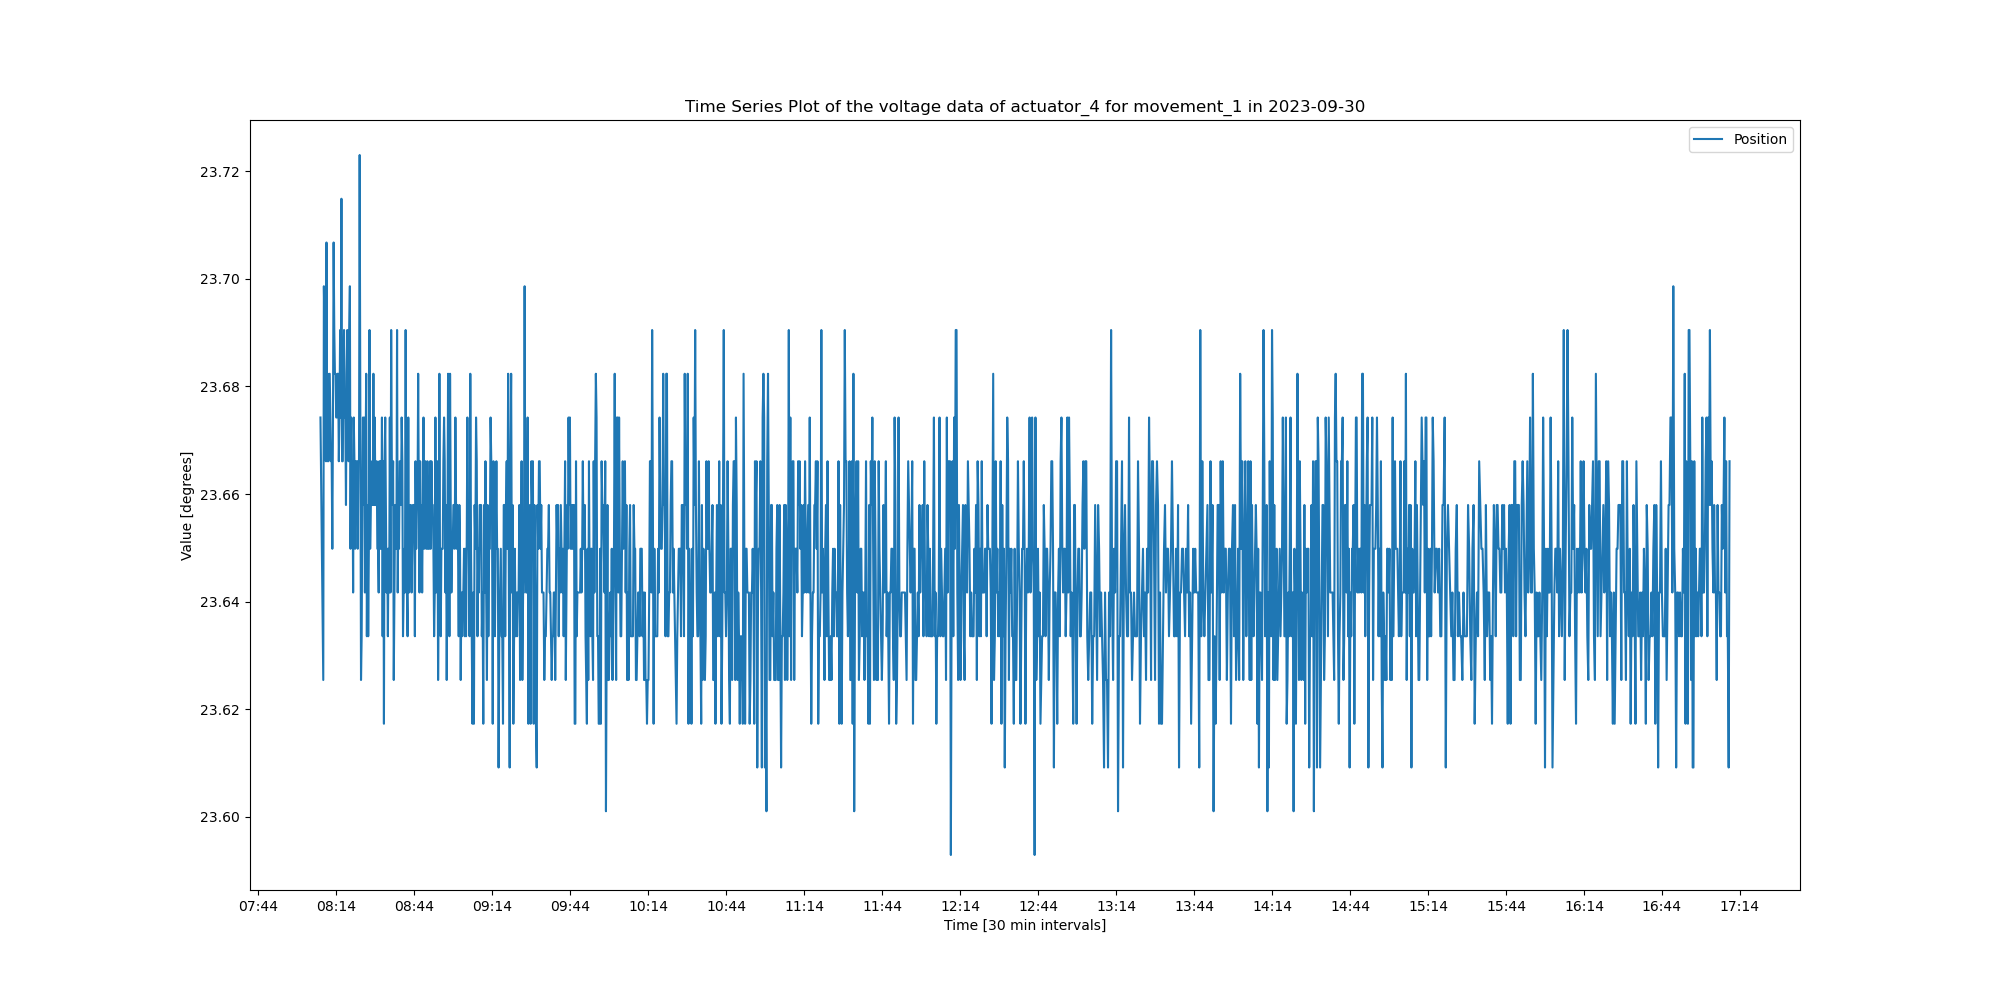 Time Series Plot of the voltage data of actuator_4 for movement_1 in 2023-09-30
Position
23.72
23.70
23.68
23.66
23.64
23.62
23.60
Value [degrees]
07:44 08:14 08:44 09:14 09:44 10:14 10:44 11:14 11:44 12:14 12:44 13:14 13:44 14:14 14:44 15:14 15:44 16:14 16:44 17:14
Time [30 min intervals]